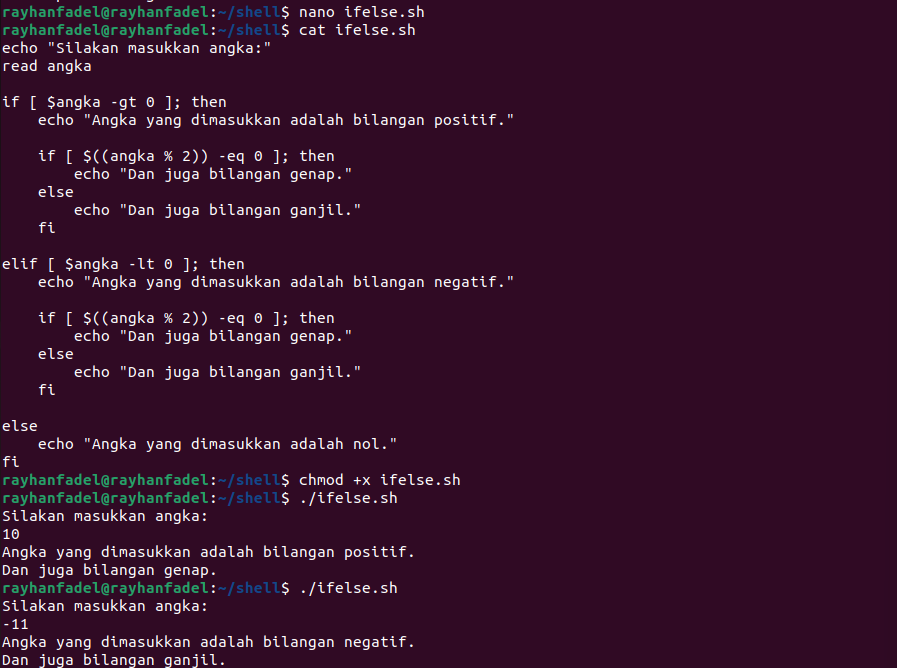 rayhanfadel@rayhanfadel:~/shell$ nano ifelse.sh
rayhanfadel@rayhanfadel:~/shell$ cat ifelse.sh
echo "Silakan masukkan angka:"
read angka

if [ $angka -gt 0 ]; then
    echo "Angka yang dimasukkan adalah bilangan positif."

    if [ $((angka % 2)) -eq 0 ]; then
        echo "Dan juga bilangan genap."
    else
        echo "Dan juga bilangan ganjil."
    fi

elif [ $angka -lt 0 ]; then
    echo "Angka yang dimasukkan adalah bilangan negatif."

    if [ $((angka % 2)) -eq 0 ]; then
        echo "Dan juga bilangan genap."
    else
        echo "Dan juga bilangan ganjil."
    fi

else
    echo "Angka yang dimasukkan adalah nol."
fi
rayhanfadel@rayhanfadel:~/shell$ chmod +x ifelse.sh
rayhanfadel@rayhanfadel:~/shell$ ./ifelse.sh
Silakan masukkan angka:
10
Angka yang dimasukkan adalah bilangan positif.
Dan juga bilangan genap.
rayhanfadel@rayhanfadel:~/shell$ ./ifelse.sh
Silakan masukkan angka:
-11
Angka yang dimasukkan adalah bilangan negatif.
Dan juga bilangan ganjil.